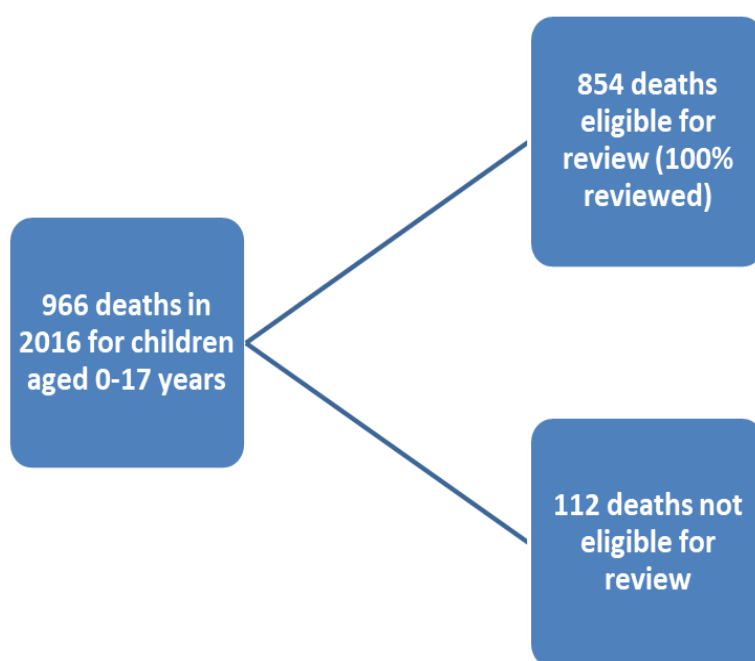 854 deaths
eligible for
review (100%
reviewed)
966 deaths in
2016 for children
aged 0-17 years
112 deaths not
eligible for
review